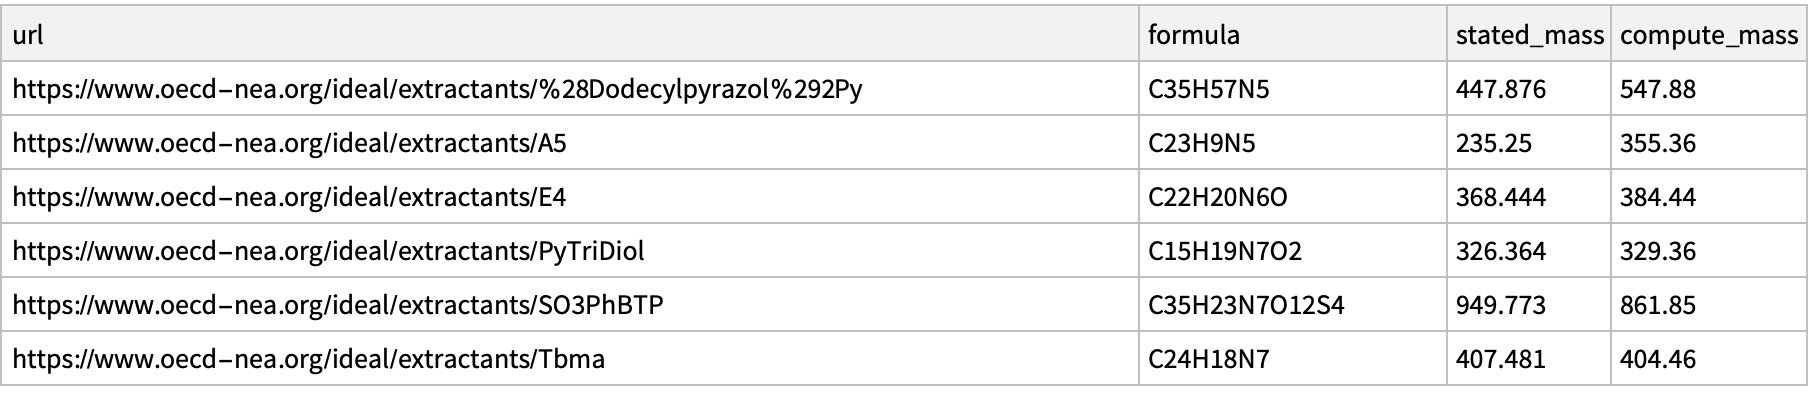 url formula stated_mass compute_mass
https://www.oecd-nea.org/ideal/extractants/%28Dodecylpyrazol%292Py C35H57N5 447.876 547.88
https://www.oecd-nea.org/ideal/extractants/A5 C23H9N5 235.25 355.36
https://www.oecd-nea.org/ideal/extractants/E4 C22H20N6O 368.444 384.44
https://www.oecd-nea.org/ideal/extractants/PyTriDiol C15H19N7O2 326.364 329.36
https://www.oecd-nea.org/ideal/extractants/SO3PhBTP C35H23N7O12S4 949.773 861.85
https://www.oecd-nea.org/ideal/extractants/Tbma C24H18N7 407.481 404.46